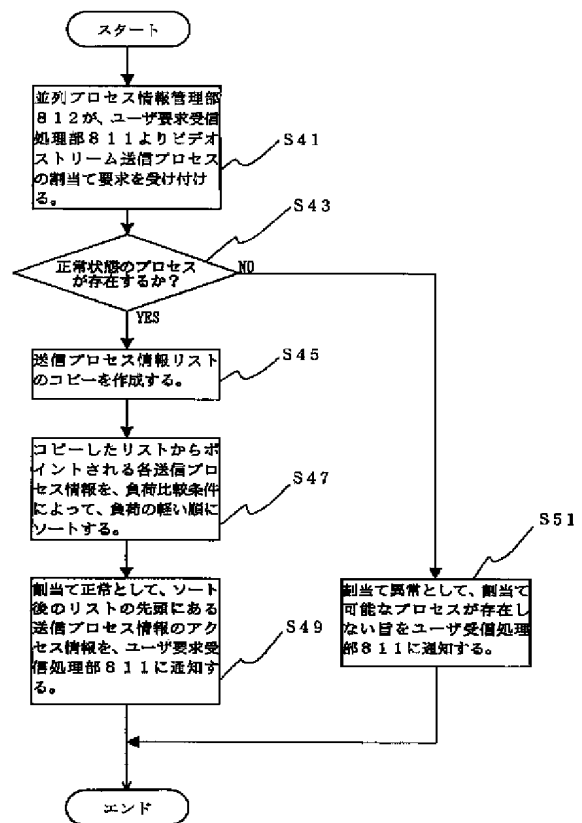 スタート
並列プロセス情報管理部
812が、ユーザ要求受信
処理部811よりビデオ
ストリーム送信プロセス
の割当て要求を受け付け
る。
S41
S43
正常状態のプロセス
が存在するか？
NO
YES
送信プロセス情報リスト
のコピーを作成する。
S45
コピーしたリストからポ
イントされる各送信プロ
セス情報を、負荷比較条件
によって、負荷の軽い順に
ソートする。
S47
割当て正常として、ソート
後のリストの先頭にある
送信プロセス情報のアク
セス情報を、ユーザ要求受
信処理部811に通知す
る。
S49
S51
割当て異常として、割当て
可能なプロセスが存在し
ない旨をユーザ受信処理
部811に通知する。
エンド